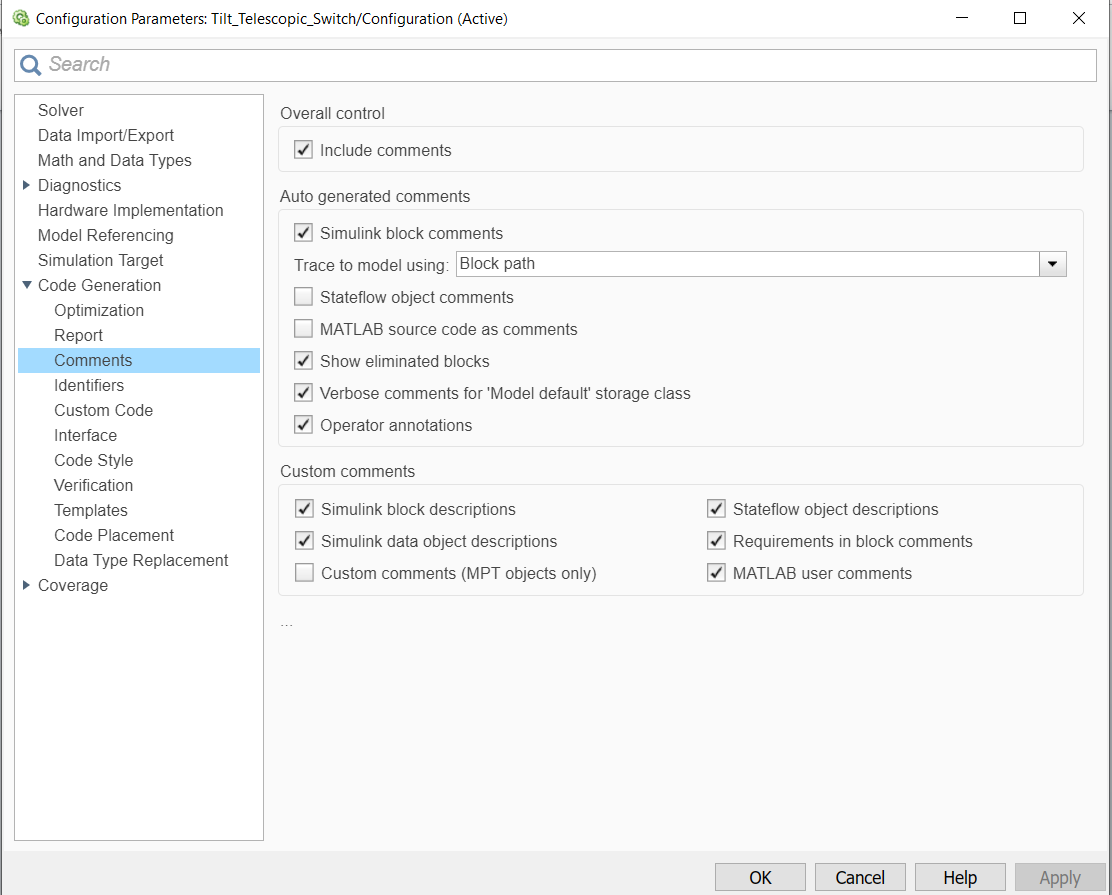 Configuration Parameters: Tilt_Telescopic_Switch/Configuration (Active)
Search
Solver
Data Import/Export
Math and Data Types
Diagnostics
Hardware Implementation
Model Referencing
Simulation Target
Code Generation
Optimization
Report
Comments
Identifiers
Custom Code
Interface
Code Style
Verification
Templates
Code Placement
Data Type Replacement
Coverage
Overall control
Include comments
Auto generated comments
Simulink block comments
Trace to model using: Block path
Stateflow object comments
MATLAB source code as comments
Show eliminated blocks
Verbose comments for 'Model default' storage class
Operator annotations
Custom comments
Simulink block descriptions
Stateflow object descriptions
Simulink data object descriptions
Requirements in block comments
Custom comments (MPT objects only)
MATLAB user comments
...
OK
Cancel
Help
Apply